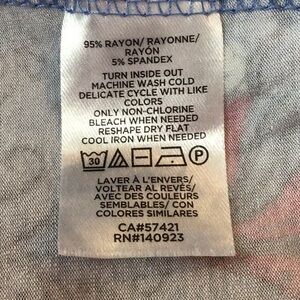 95% RAYON/ RAYONNE/
RAYÓN
5% SPANDEX
TURN INSIDE OUT
MACHINE WASH COLD
DELICATE CYCLE WITH LIKE
COLORS
ONLY NON-CHLORINE
BLEACH WHEN NEEDED
RESHAPE DRY FLAT
COOL IRON WHEN NEEDED
30 P
LAVER À L'ENVERS/
VOLTEAR AL REVÉS/
AVEC DES COULEURS
SEMBLABLES/ CON
COLORES SIMILARES
CA#57421
RN#140923